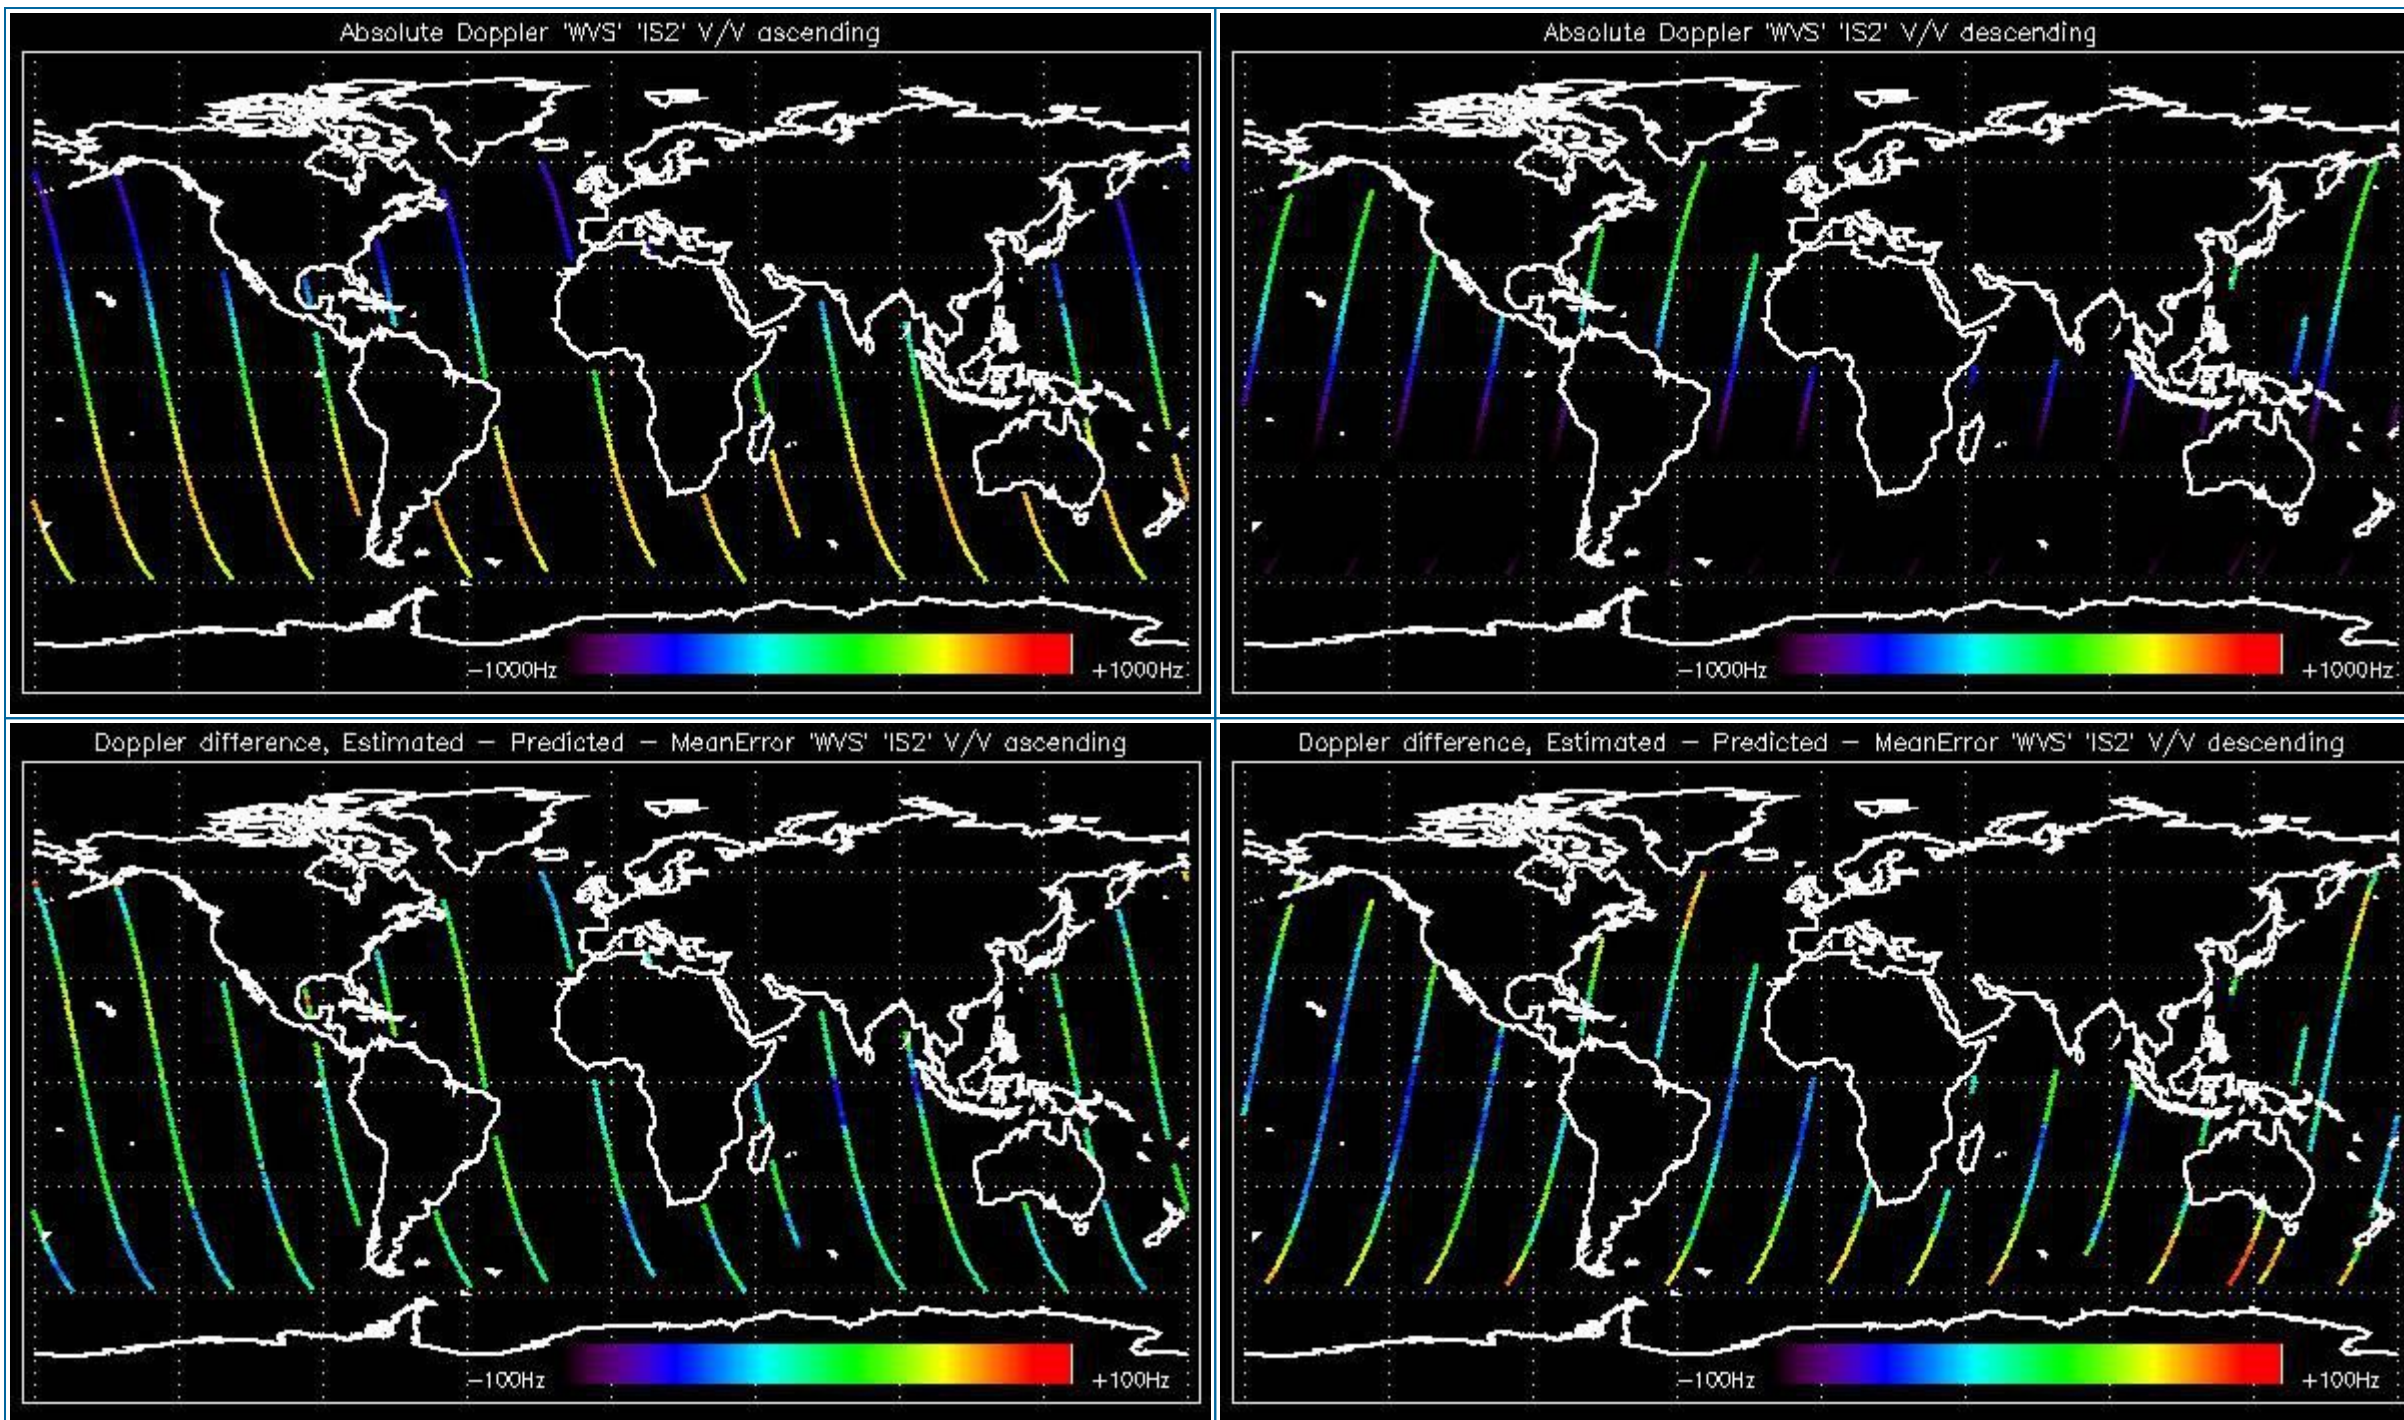 Absolute Doppler 'WVS' 'IS2' V/V ascending
-1000Hz
+1000Hz
Absolute Doppler 'WVS' 'IS2' V/V descending
-1000Hz
+1000Hz
Doppler difference, Estimated - Predicted - MeanError 'WVS' 'IS2' V/V ascending
-100Hz
+100Hz
Doppler difference, Estimated - Predicted - MeanError 'WVS' 'IS2' V/V descending
-100Hz
+100Hz